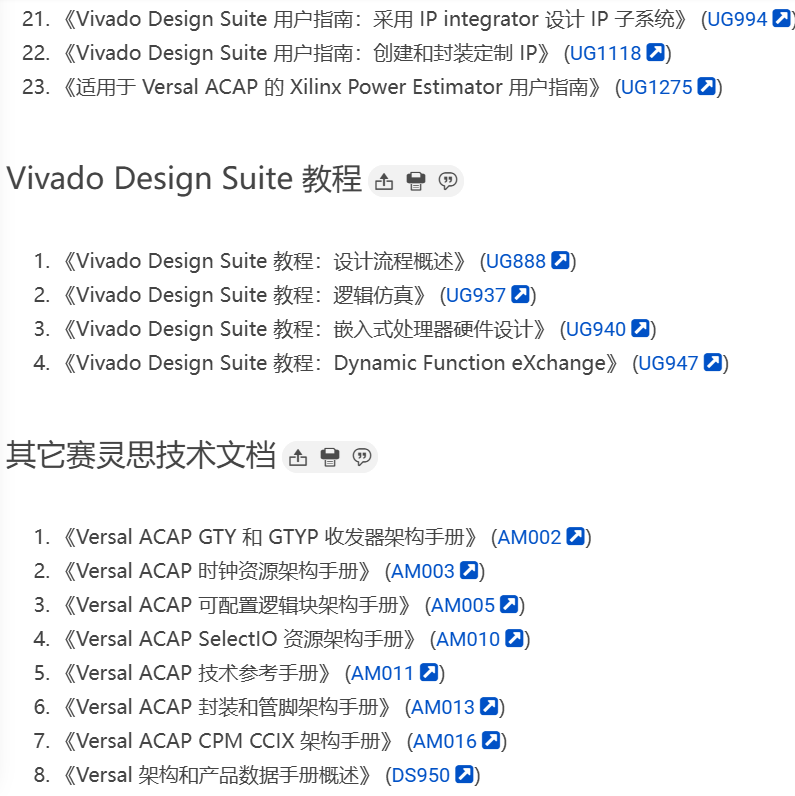 21. 《Vivado Design Suite 用户指南：采用 IP integrator 设计 IP 子系统》 (UG994)
22. 《Vivado Design Suite 用户指南：创建和封装定制 IP》 (UG1118)
23. 《适用于 Versal ACAP 的 Xilinx Power Estimator 用户指南》 (UG1275)
Vivado Design Suite 教程
1. 《Vivado Design Suite 教程：设计流程概述》 (UG888)
2. 《Vivado Design Suite 教程：逻辑仿真》 (UG937)
3. 《Vivado Design Suite 教程：嵌入式处理器硬件设计》 (UG940)
4. 《Vivado Design Suite 教程：Dynamic Function eXchange》 (UG947)
其它赛灵思技术文档
1. 《Versal ACAP GTY 和 GTYP 收发器架构手册》 (AM002)
2. 《Versal ACAP 时钟资源架构手册》 (AM003)
3. 《Versal ACAP 可配置逻辑块架构手册》 (AM005)
4. 《Versal ACAP SelectIO 资源架构手册》 (AM010)
5. 《Versal ACAP 技术参考手册》 (AM011)
6. 《Versal ACAP 封装和管脚架构手册》 (AM013)
7. 《Versal ACAP CPM CCIX 架构手册》 (AM016)
8. 《Versal 架构和产品数据手册概述》 (DS950)